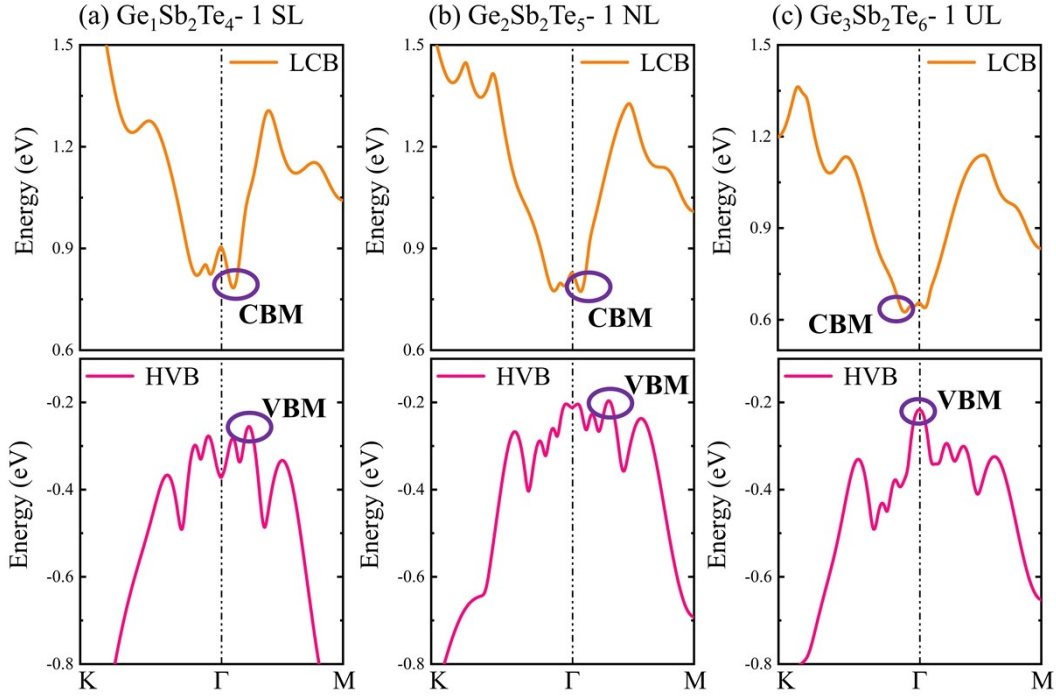 (a) Ge₁Sb₂Te₄- 1 SL
(b) Ge₂Sb₂Te₅- 1 NL
(c) Ge₃Sb₂Te₆- 1 UL
1.5
1.2
0.9
0.6
Energy (eV)
LCB
CBM
1.5
1.2
0.9
0.6
Energy (eV)
LCB
CBM
1.5
1.2
0.9
0.6
Energy (eV)
LCB
CBM
-0.2
-0.4
-0.6
-0.8
Energy (eV)
HVB
VBM
K
Γ
M
-0.2
-0.4
-0.6
-0.8
Energy (eV)
HVB
VBM
K
Γ
M
-0.2
-0.4
-0.6
-0.8
Energy (eV)
HVB
VBM
K
Γ
M